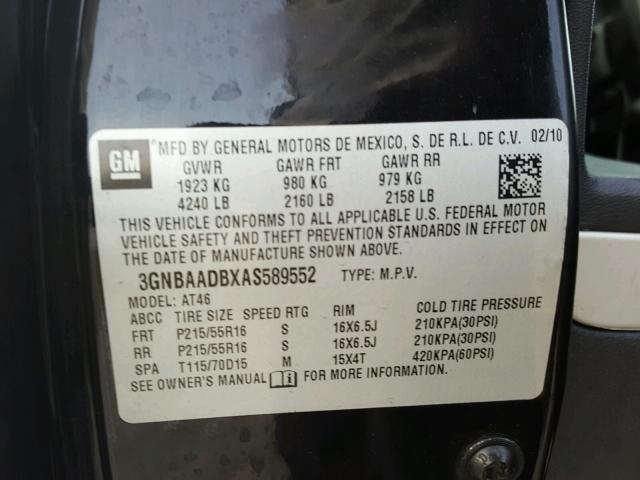 GM
MFD BY GENERAL MOTORS DE MEXICO, S. DE R.L. DE C.V. 02/10
GVWR GAWR FRT GAWR RR
1923 KG 980 KG 979 KG
4240 LB 2160 LB 2158 LB
THIS VEHICLE CONFORMS TO ALL APPLICABLE U.S. FEDERAL MOTOR
VEHICLE SAFETY AND THEFT PREVENTION STANDARDS IN EFFECT ON
THE DATE OF MANUFACTURE SHOWN ABOVE.
3GNBAADBXAS589552 TYPE: M.P.V.
MODEL: AT46
ABCC TIRE SIZE SPEED RTG RIM COLD TIRE PRESSURE
FRT P215/55R16 S 16X6.5J 210KPA(30PSI)
RR P215/55R16 S 16X6.5J 210KPA(30PSI)
SPA T115/70D15 M 15X4T 420KPA(60PSI)
SEE OWNER'S MANUAL FOR MORE INFORMATION.